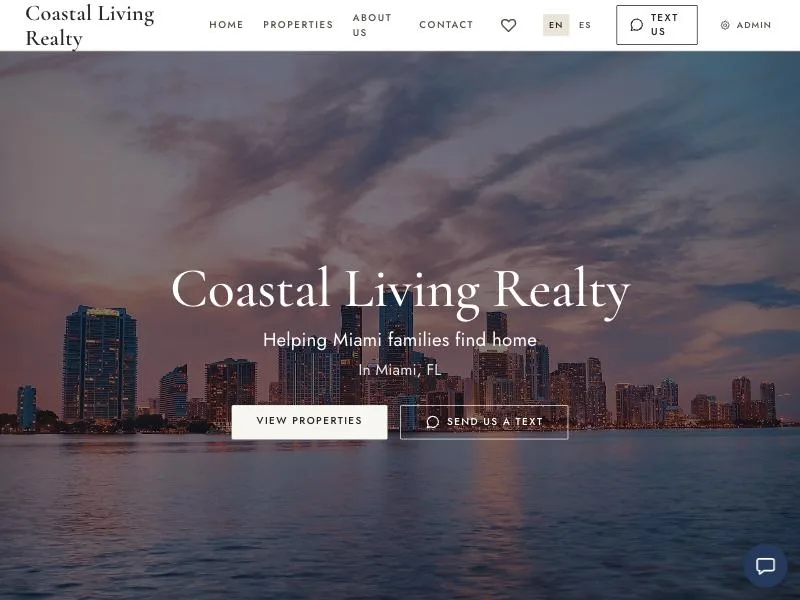 Coastal Living
Realty
HOME
PROPERTIES
ABOUT
US
CONTACT
EN
ES
TEXT
US
ADMIN
Coastal Living Realty
Helping Miami families find home
In Miami, FL
VIEW PROPERTIES
SEND US A TEXT